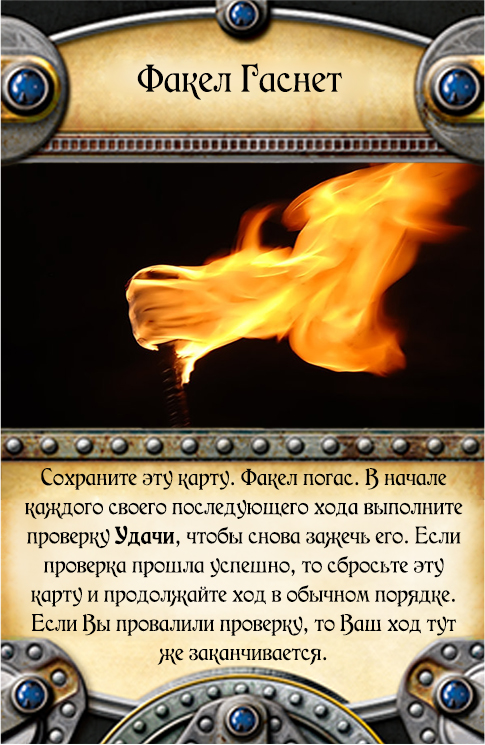 Факел Гаснет
Сохраните эту карту. Факел погас. В начале
каждого своего последующего хода выполните
проверку Удачи, чтобы снова зажечь его. Если
проверка прошла успешно, то сбросьте эту
карту и продолжайте ход в обычном порядке.
Если Вы провалили проверку, то Ваш ход тут
же заканчивается.